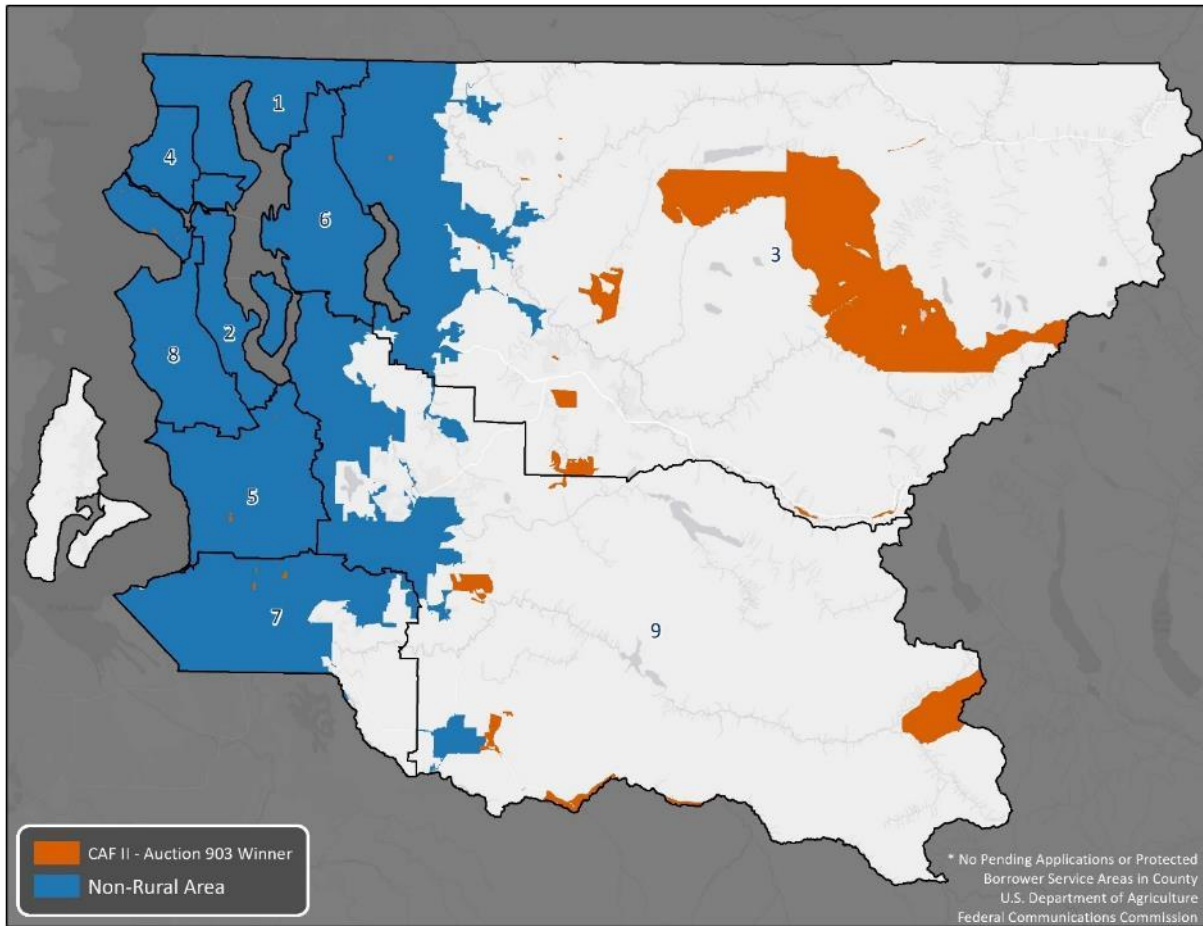 1
4
6
3
2
8
5
7
9
CAF II - Auction 903 Winner
Non-Rural Area
* No Pending Applications or Protected
Borrower Service Areas in County
U.S. Department of Agriculture
Federal Communications Commission